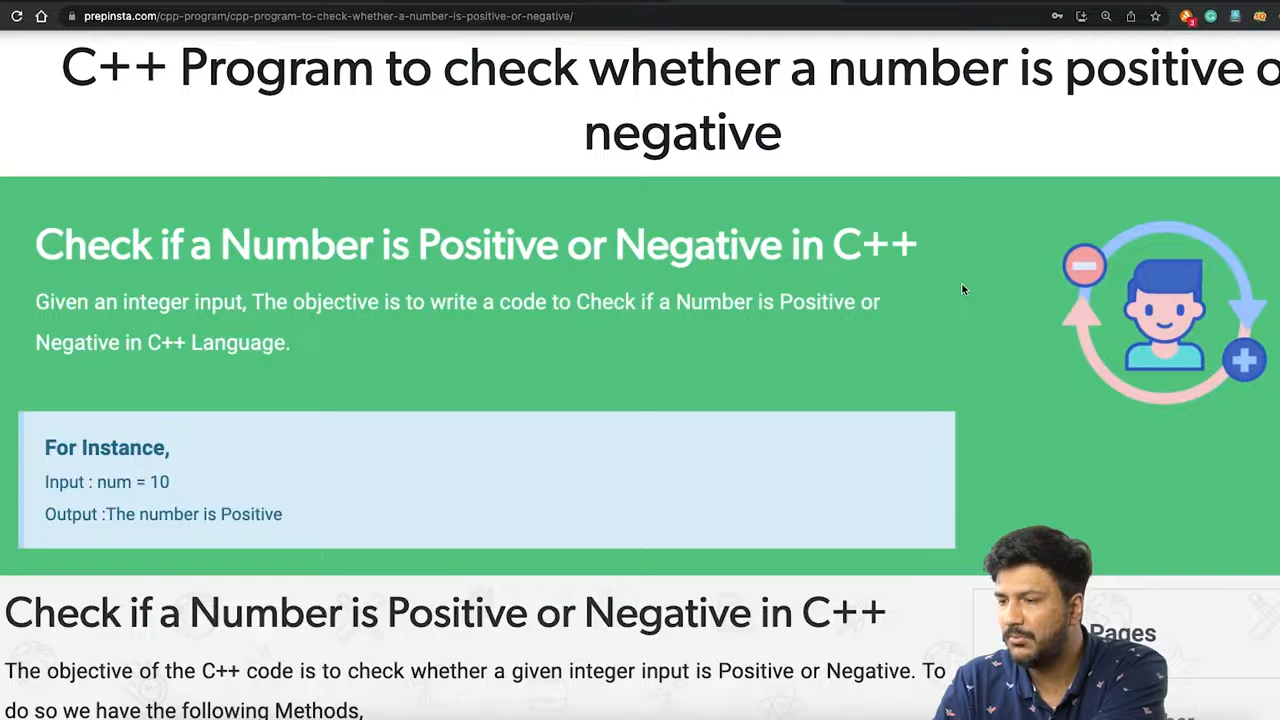 prepinsta.com/cpp-program/cpp-program-to-check-whether-a-number-is-positive-or-negative/
3
C++ Program to check whether a number is positive o
negative
Check if a Number is Positive or Negative in C++
Given an integer input, The objective is to write a code to Check if a Number is Positive or
Negative in C++ Language.
For Instance,
Input : num = 10
Output :The number is Positive
Check if a Number is Positive or Negative in C++
Pages
The objective of the C++ code is to check whether a given integer input is Positive or Negative. To
do so we have the following Methods,